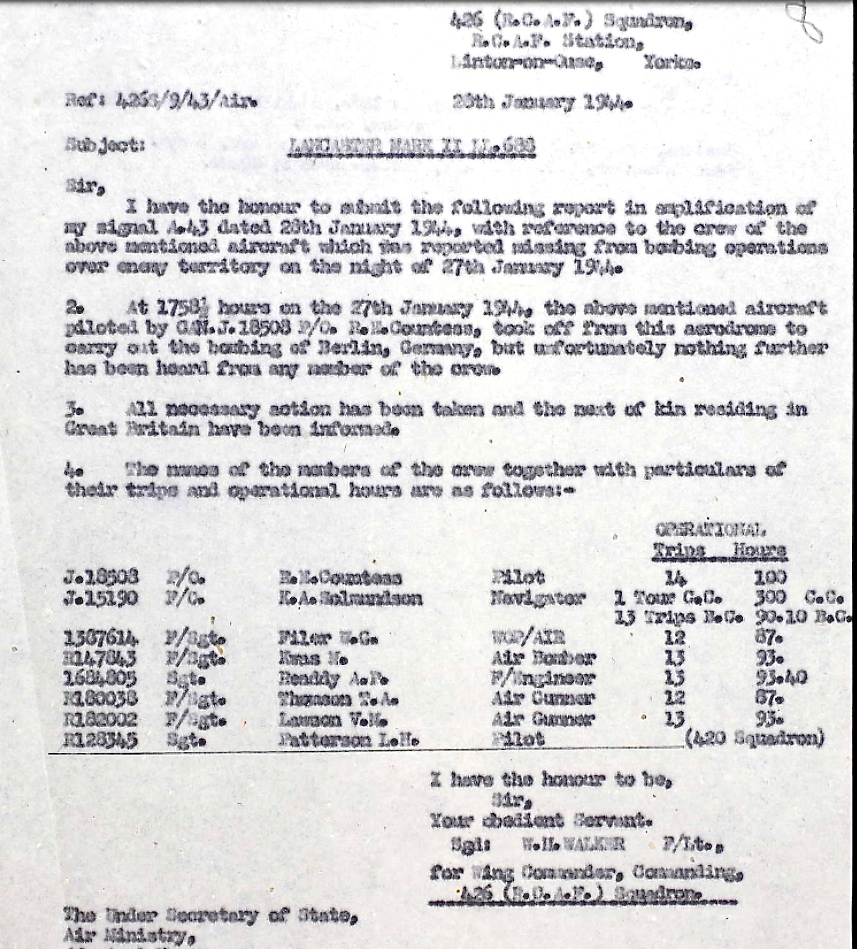 426 (R.C.A.F.) Squadron,
R.C.A.F. Station,
Linton-on-Ouse, Yorks.
Ref: 426S/9/43/Air. 28th January 1944.
Subject: LANCASTER MARK II LL.688
Sir,
I have the honour to submit the following report in amplification of
my signal A.43 dated 28th January 1944, with reference to the crew of the
above mentioned aircraft which was reported missing from bombing operations
over enemy territory on the night of 27th January 1944.
2. At 1758½ hours on the 27th January 1944, the above mentioned aircraft
piloted by CAN.J.18508 F/O. R.E.Countess, took off from this aerodrome to
carry out the bombing of Berlin, Germany, but unfortunately nothing further
has been heard from any member of the crew.
3. All necessary action has been taken and the next of kin residing in
Great Britain have been informed.
4. The names of the members of the crew together with particulars of
their trips and operational hours are as follows:-
OPERATIONAL
Trips Hours
J.18508 F/O. Countess Pilot 14 100
J.15190 F/O. K.A. Navigator 1 Tour C.C. 300 C.C.
13 Trips B.C. 90.10 B.C.
1387614 F/Sgt. Filer W.C. WOP/AIR 12 87.
R147843 F/Sgt. Kwas M. Air Bomber 13 93.
1684805 Sgt. Readdy A.F. F/Engineer 13 93.40
R180038 F/Sgt. Thomson T.A. Air Gunner 12 87.
R182002 F/Sgt. Lawson V.M. Air Gunner 13 93.
R128345 Sgt. Patterson L.H. Pilot (420 Squadron)
I have the honour to be,
Sir,
Your obedient Servant.
Sgd: W.H.WALKER F/Lt.,
for Wing Commander, Commanding,
426 (R.C.A.F.) Squadron.
The Under Secretary of State,
Air Ministry,